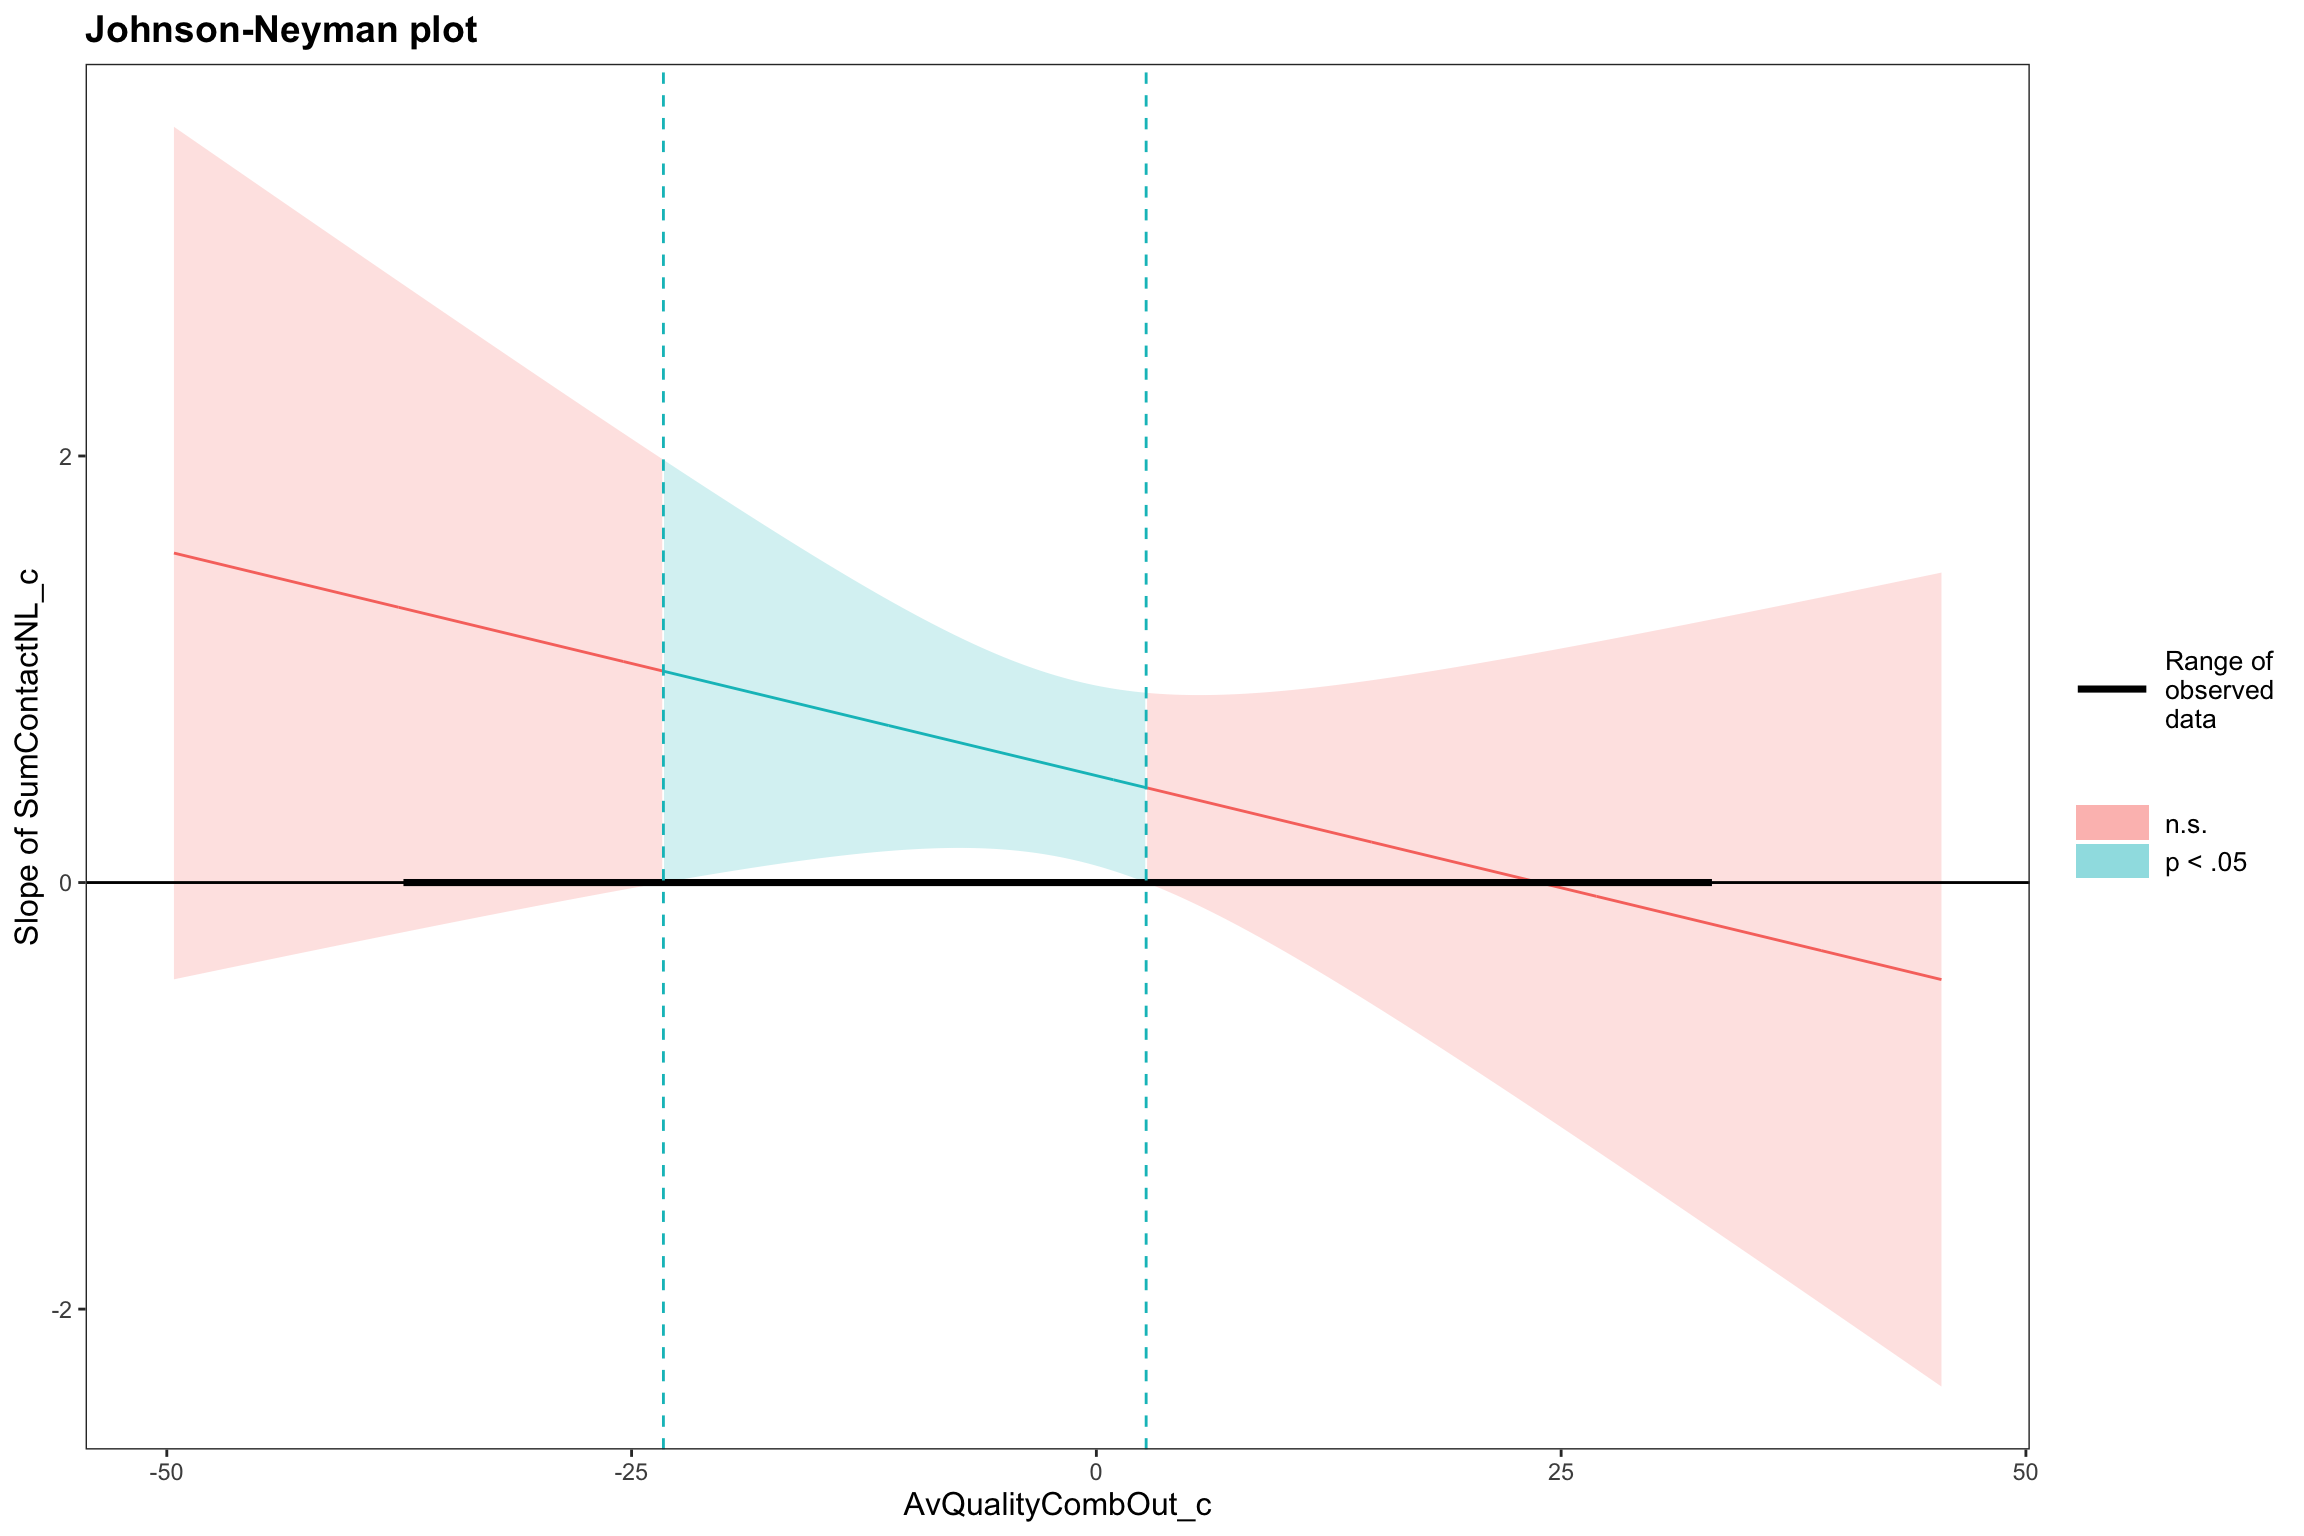 Johnson-Neyman plot
Slope of SumContactNL_c
2
0
-2
-50
-25
0
25
50
AvQualityCombOut_c
Range of
observed
data
n.s.
p < .05